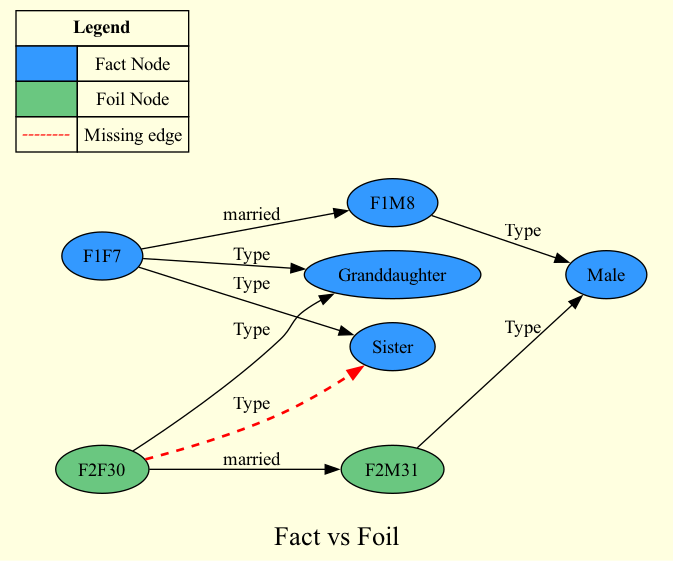 Legend
Fact Node
Foil Node
Missing edge
F1F7
married
F1M8
Type
Type
Granddaughter
Male
Type
Sister
Type
Type
Type
F2F30
married
F2M31
Fact vs Foil